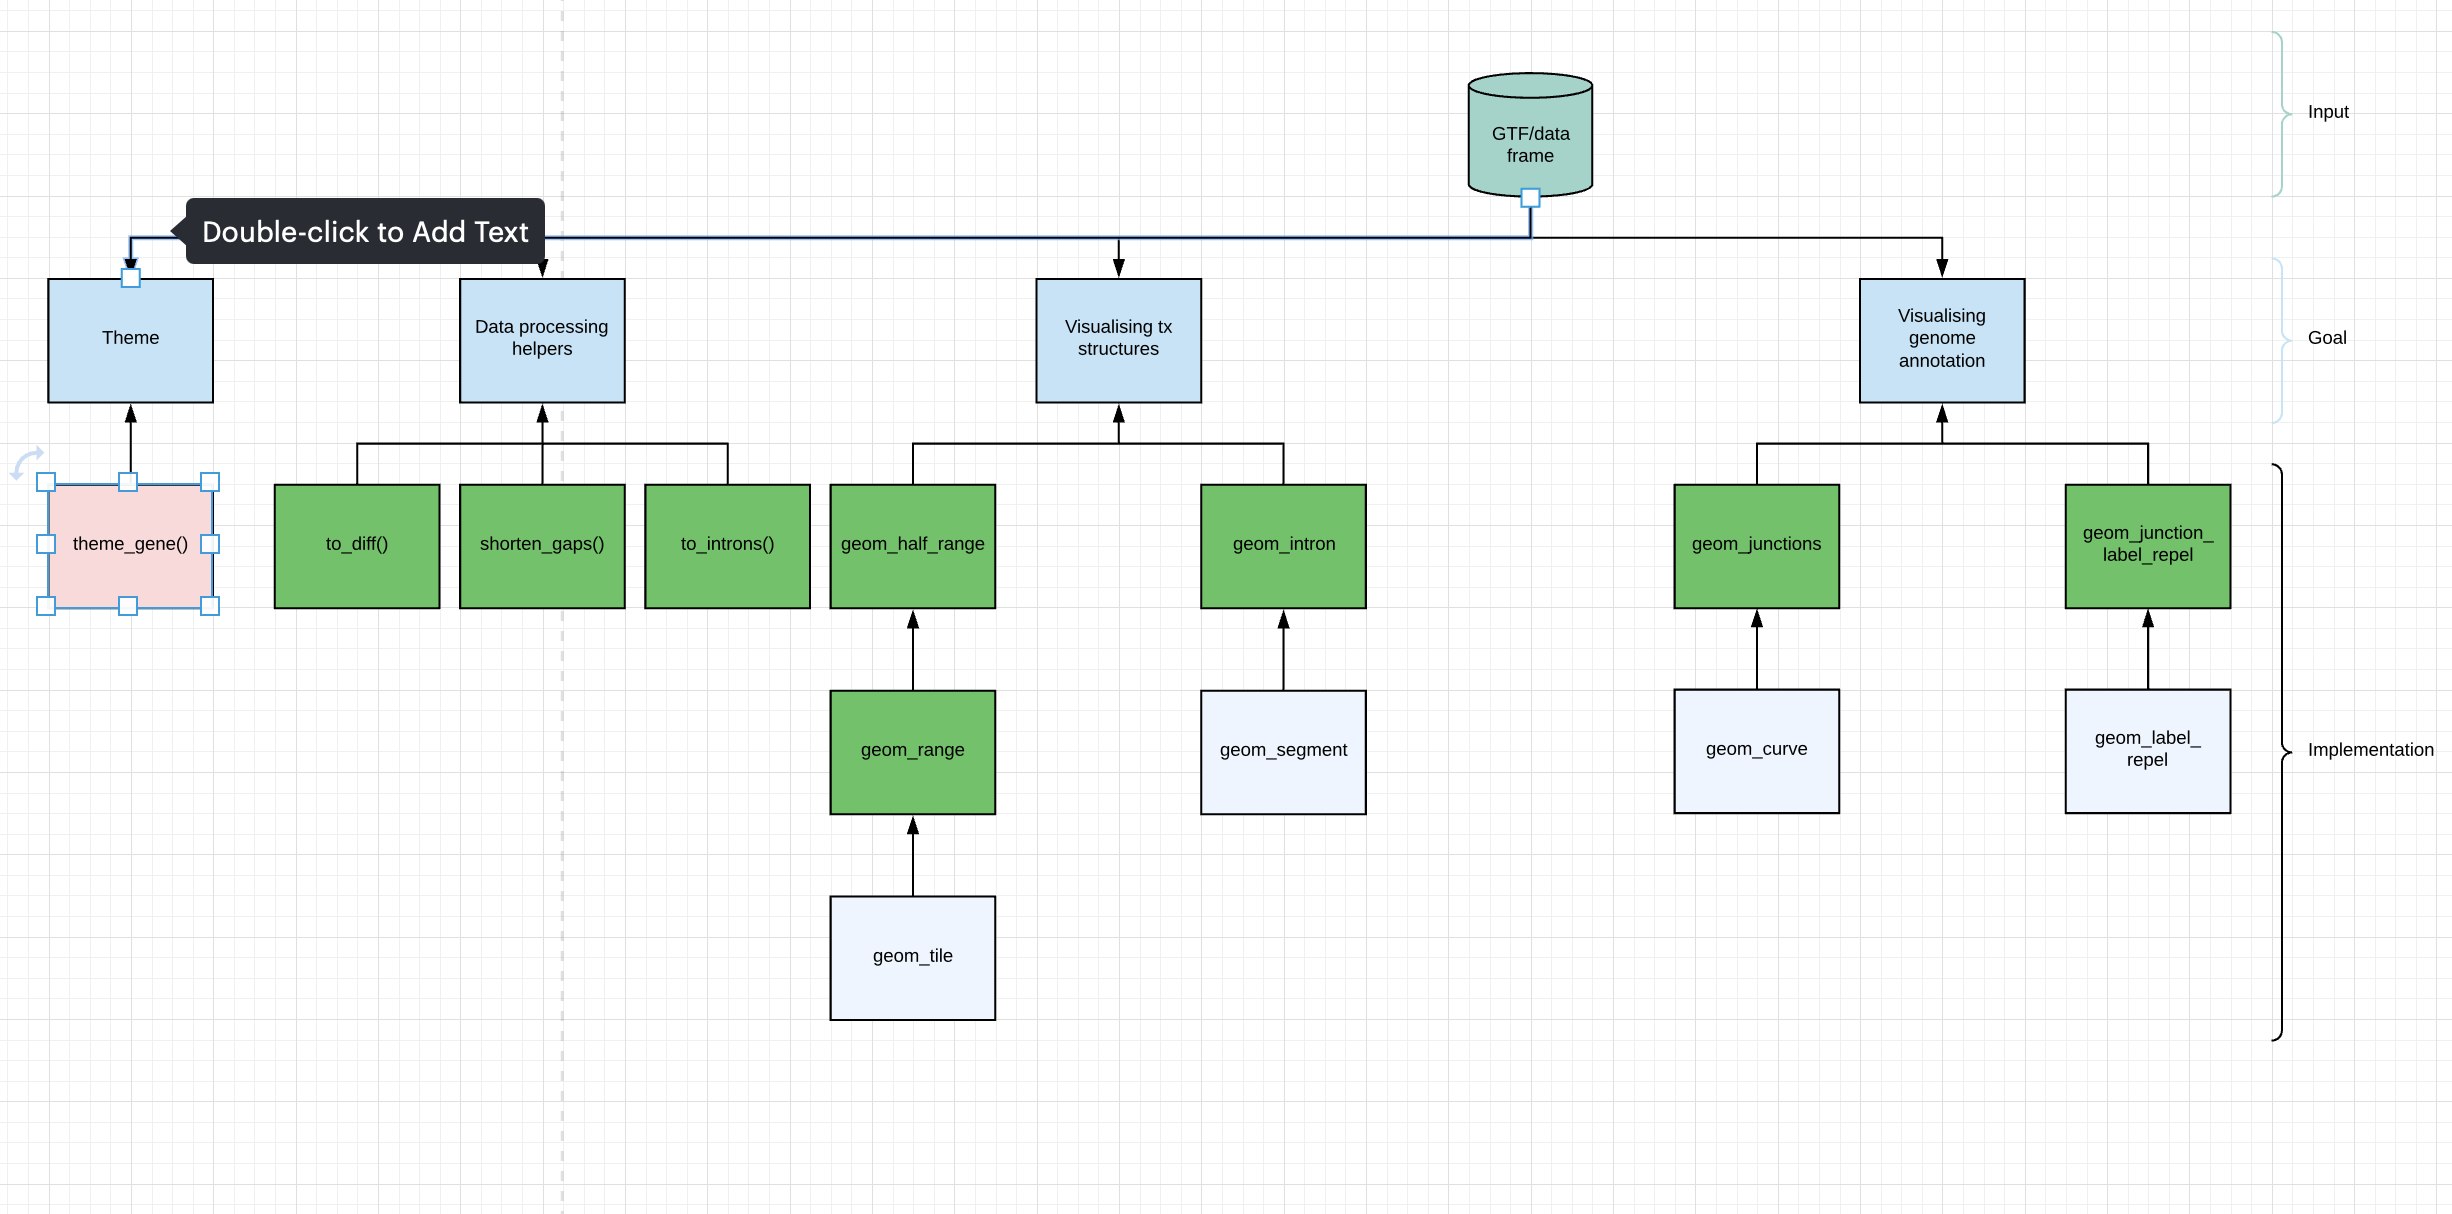 Input
GTF/data
frame
Double-click to Add Text
Theme
Data processing
helpers
Visualising tx
structures
Visualising
genome
annotation
Goal
theme_gene()
to_diff()
shorten_gaps()
to_introns()
geom_half_range
geom_intron
geom_junctions
geom_junction_
label_repel
geom_range
geom_segment
geom_curve
geom_label_
repel
Implementation
geom_tile